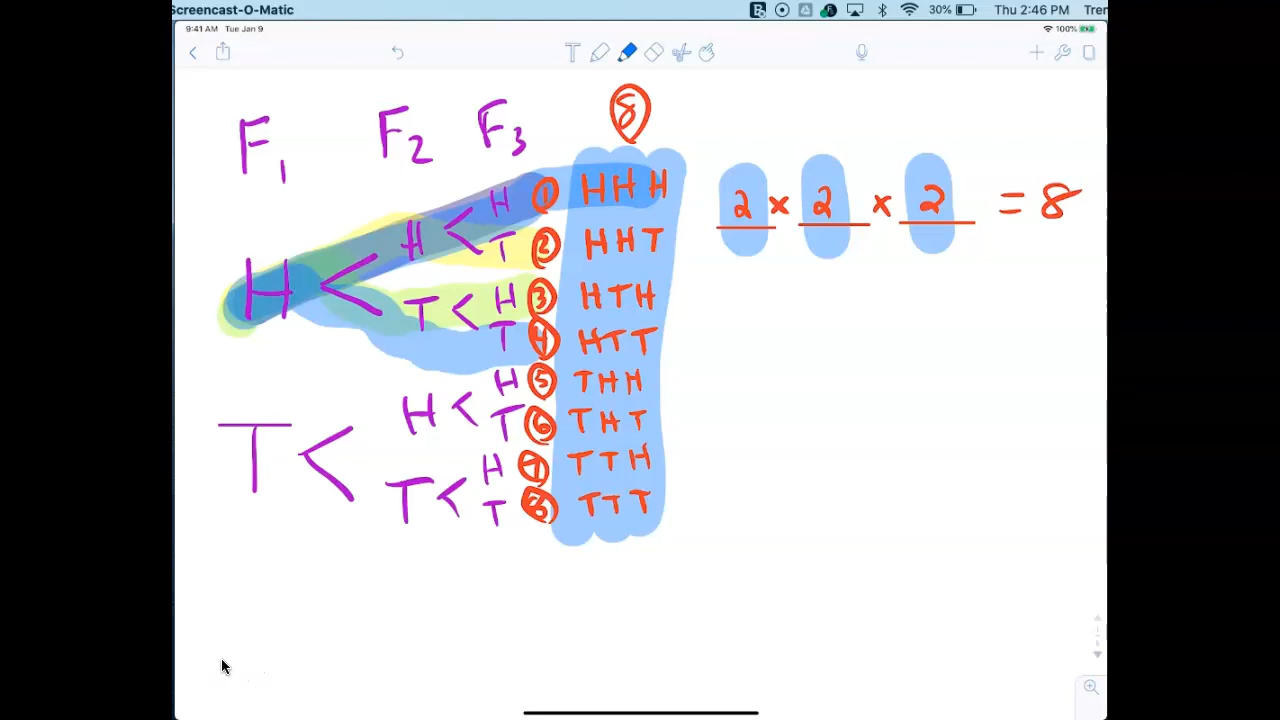 Screencast-O-Matic 30% Thu 2:46 PM Tren
9:41 AM Tue Jan 9 100%
F1 F2 F3 8
H < H < H 1 HHH 2 × 2 × 2 = 8
T 2 HHT
T < H 3 HTH
T 4 HTT
T < H < H 5 THH
T 6 THT
T < H 7 TTH
T 8 TTT